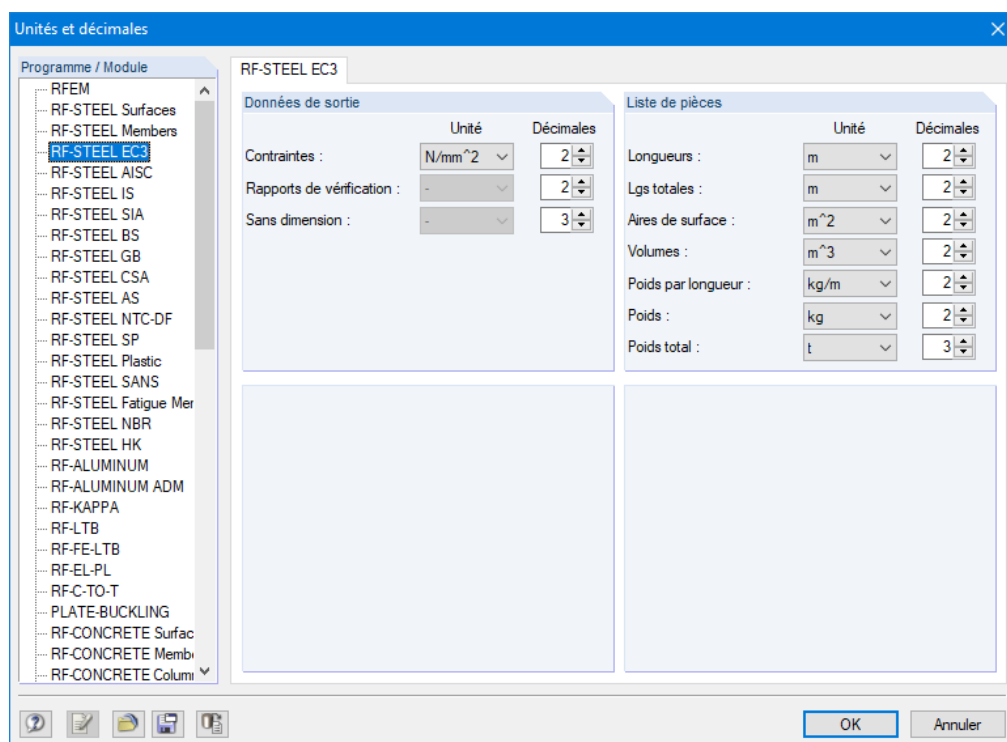 Unités et décimales
Programme / Module
RFEM
RF-STEEL Surfaces
RF-STEEL Members
RF-STEEL EC3
RF-STEEL AISC
RF-STEEL IS
RF-STEEL SIA
RF-STEEL BS
RF-STEEL GB
RF-STEEL CSA
RF-STEEL AS
RF-STEEL NTC-DF
RF-STEEL SP
RF-STEEL Plastic
RF-STEEL SANS
RF-STEEL Fatigue Mer
RF-STEEL NBR
RF-STEEL HK
RF-ALUMINUM
RF-ALUMINUM ADM
RF-KAPPA
RF-LTB
RF-FE-LTB
RF-EL-PL
RF-C-TO-T
PLATE-BUCKLING
RF-CONCRETE Surfac
RF-CONCRETE Memb
RF-CONCRETE Colum
RF-STEEL EC3
Données de sortie
Unité Décimales
Contraintes : N/mm^2 2
Rapports de vérification : - 2
Sans dimension : - 3
Liste de pièces
Unité Décimales
Longueurs : m 2
Lgs totales : m 2
Aires de surface : m^2 2
Volumes : m^3 2
Poids par longueur : kg/m 2
Poids : kg 2
Poids total : t 3
OK Annuler